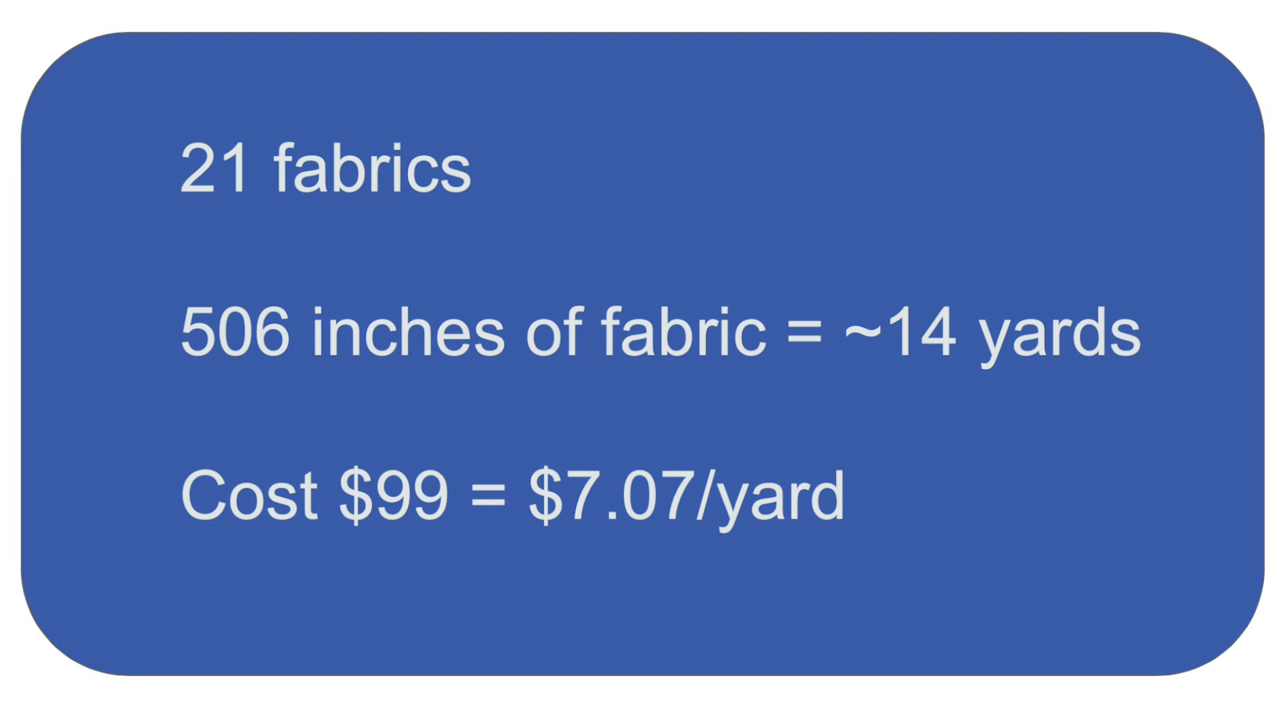 21 fabrics
506 inches of fabric = ~14 yards
Cost $99 = $7.07/yard